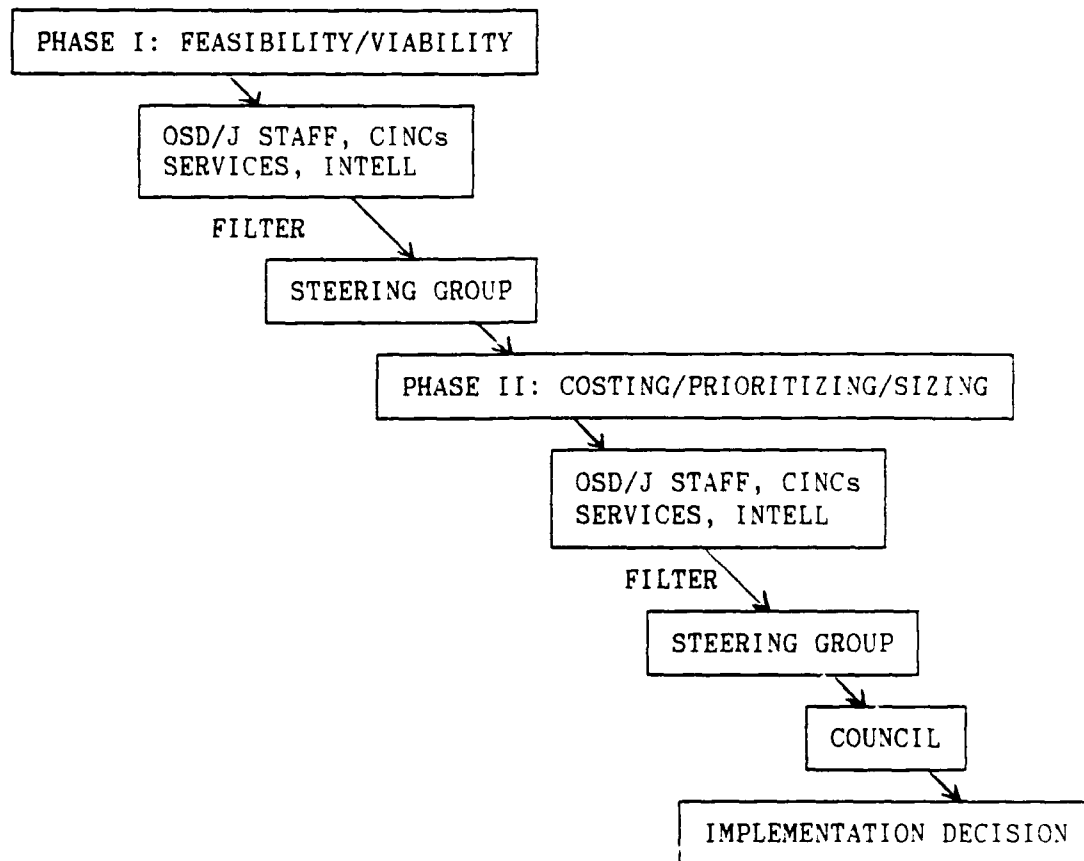 PHASE I: FEASIBILITY/VIABILITY
OSD/J STAFF, CINCs
SERVICES, INTELL
FILTER
STEERING GROUP
PHASE II: COSTING/PRIORITIZING/SIZING
OSD/J STAFF, CINCs
SERVICES, INTELL
FILTER
STEERING GROUP
COUNCIL
IMPLEMENTATION DECISION